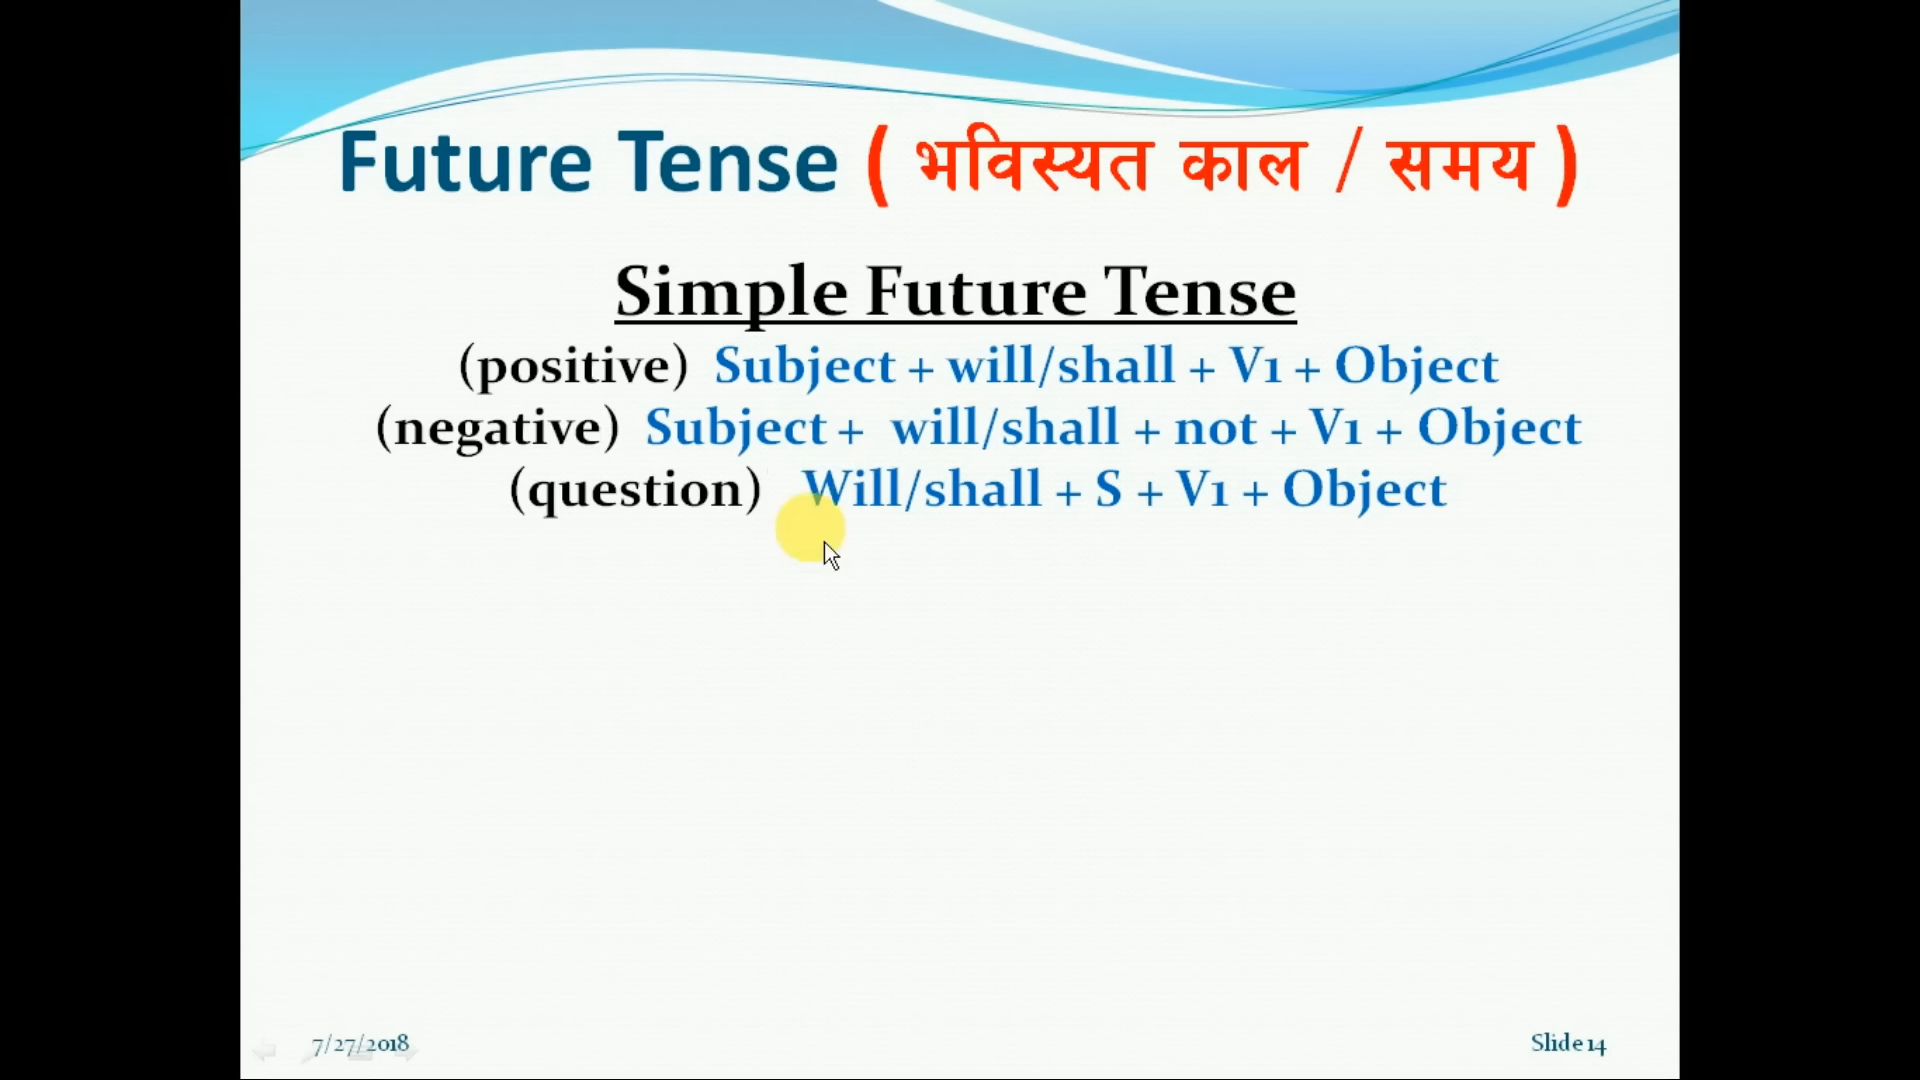 Future Tense ( भविस्यत काल / समय )
Simple Future Tense
(positive) Subject + will/shall + V1 + Object
(negative) Subject + will/shall + not + V1 + Object
(question) Will/shall + S + V1 + Object
7/27/2018
Slide 14